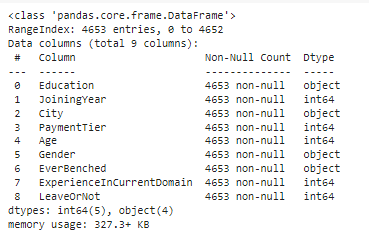 <class 'pandas.core.frame.DataFrame'>
RangeIndex: 4653 entries, 0 to 4652
Data columns (total 9 columns):
 #   Column                     Non-Null Count  Dtype
---  ------                     --------------  -----
 0   Education                  4653 non-null   object
 1   JoiningYear                4653 non-null   int64
 2   City                       4653 non-null   object
 3   PaymentTier                4653 non-null   int64
 4   Age                        4653 non-null   int64
 5   Gender                     4653 non-null   object
 6   EverBenched                4653 non-null   object
 7   ExperienceInCurrentDomain  4653 non-null   int64
 8   LeaveOrNot                 4653 non-null   int64
dtypes: int64(5), object(4)
memory usage: 327.3+ KB